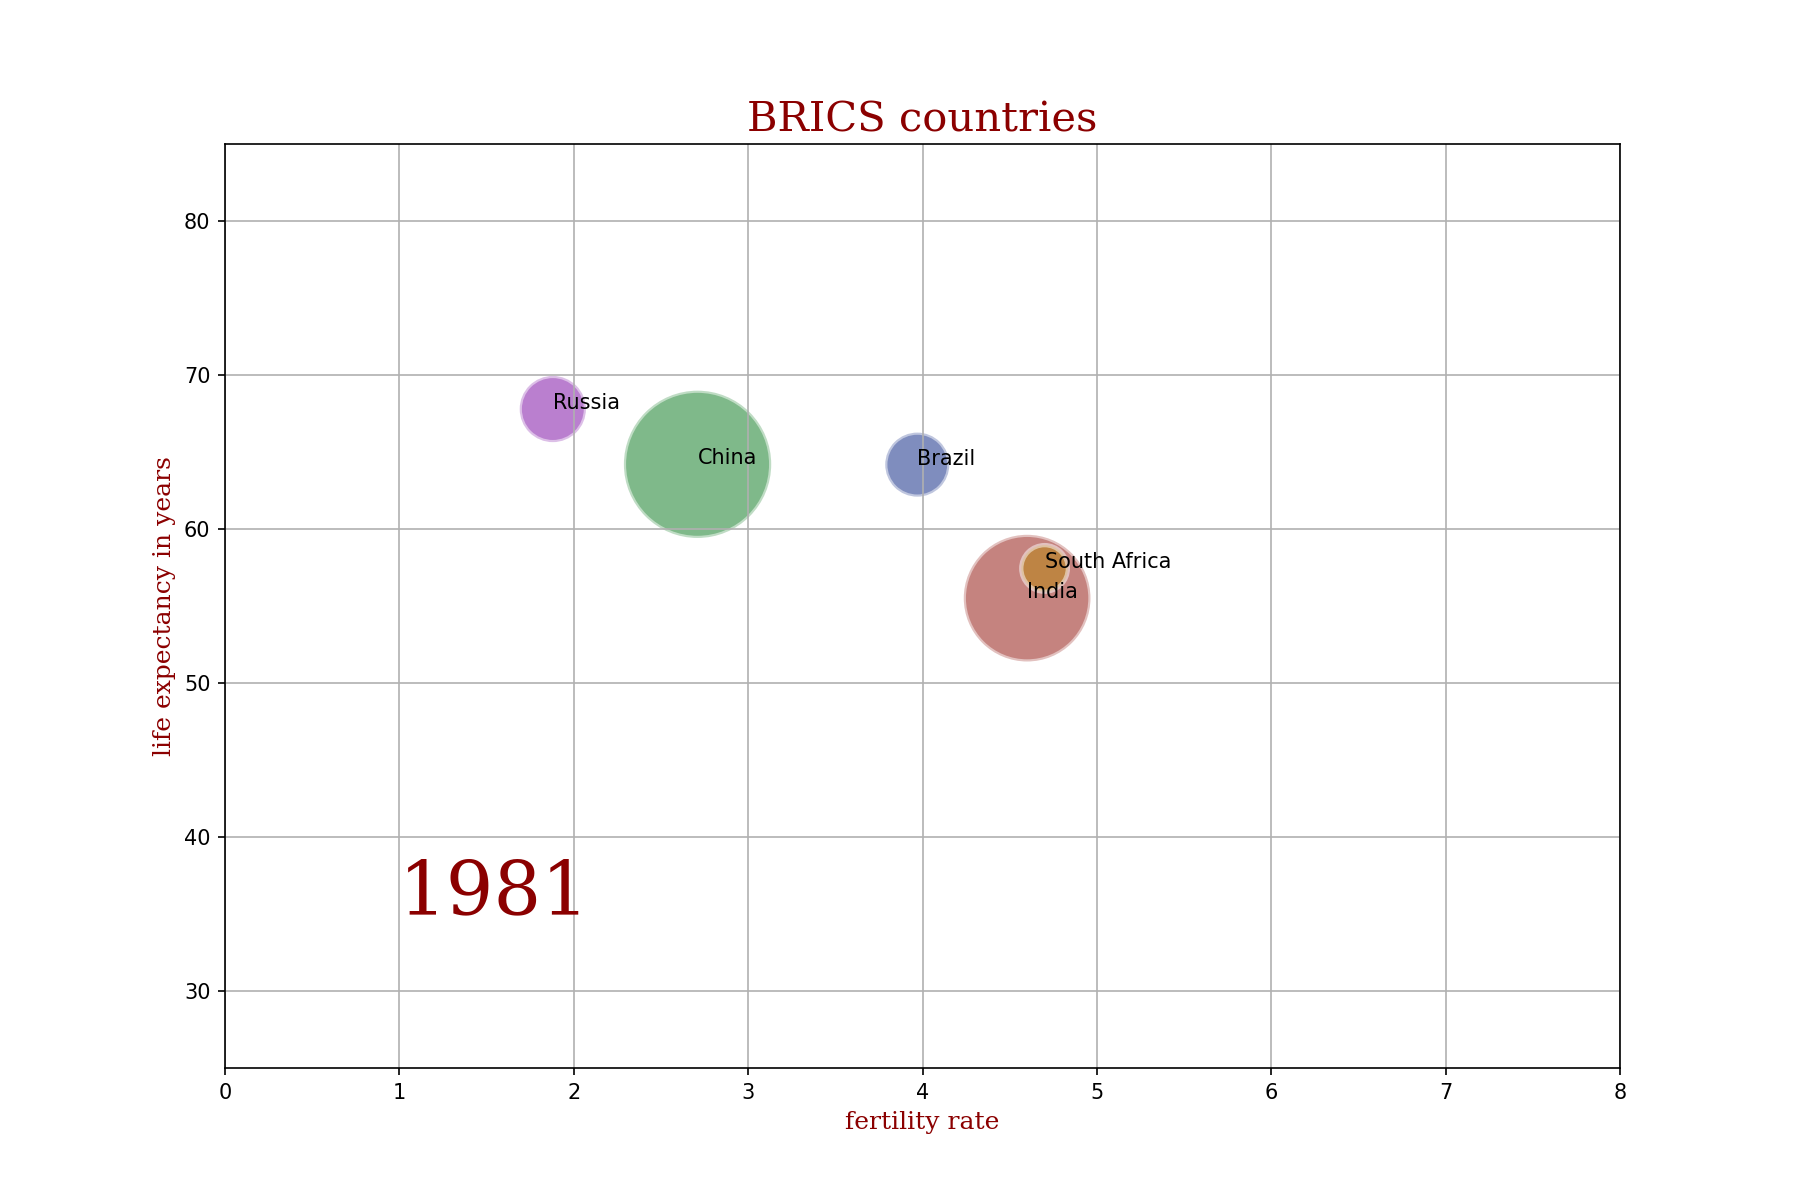 BRICS countries
life expectancy in years
80
70
60
50
40
30
Russia
China
Brazil
South Africa
India
1981
0 1 2 3 4 5 6 7 8
fertility rate